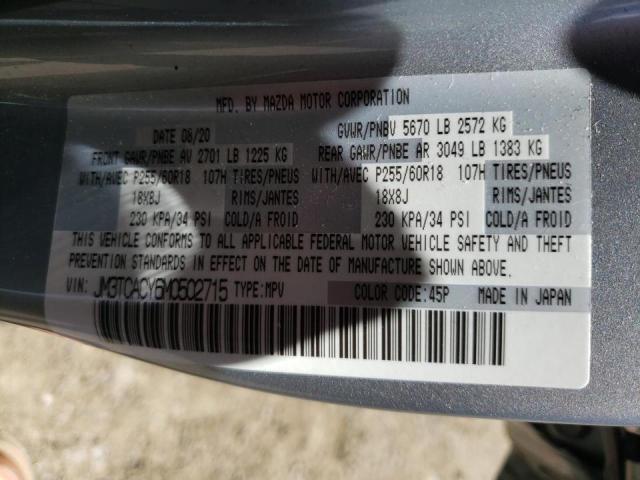 MFD. BY MAZDA MOTOR CORPORATION
DATE 08/20 GVWR/PNBV 5670 LB 2572 KG
FRONT GAWR/PNBE AV 2701 LB 1225 KG REAR GAWR/PNBE AR 3049 LB 1383 KG
WITH/AVEC P255/60R18 107H TIRES/PNEUS WITH/AVEC P255/60R18 107H TIRES/PNEUS
18X8J RIMS/JANTES 18X8J RIMS/JANTES
230 KPA/34 PSI COLD/A FROID 230 KPA/34 PSI COLD/A FROID
THIS VEHICLE CONFORMS TO ALL APPLICABLE FEDERAL MOTOR VEHICLE SAFETY AND THEFT
PREVENTION STANDARDS IN EFFECT ON THE DATE OF MANUFACTURE SHOWN ABOVE.
VIN: JM3TCACY6M0502715 TYPE:MPV COLOR CODE:45P MADE IN JAPAN